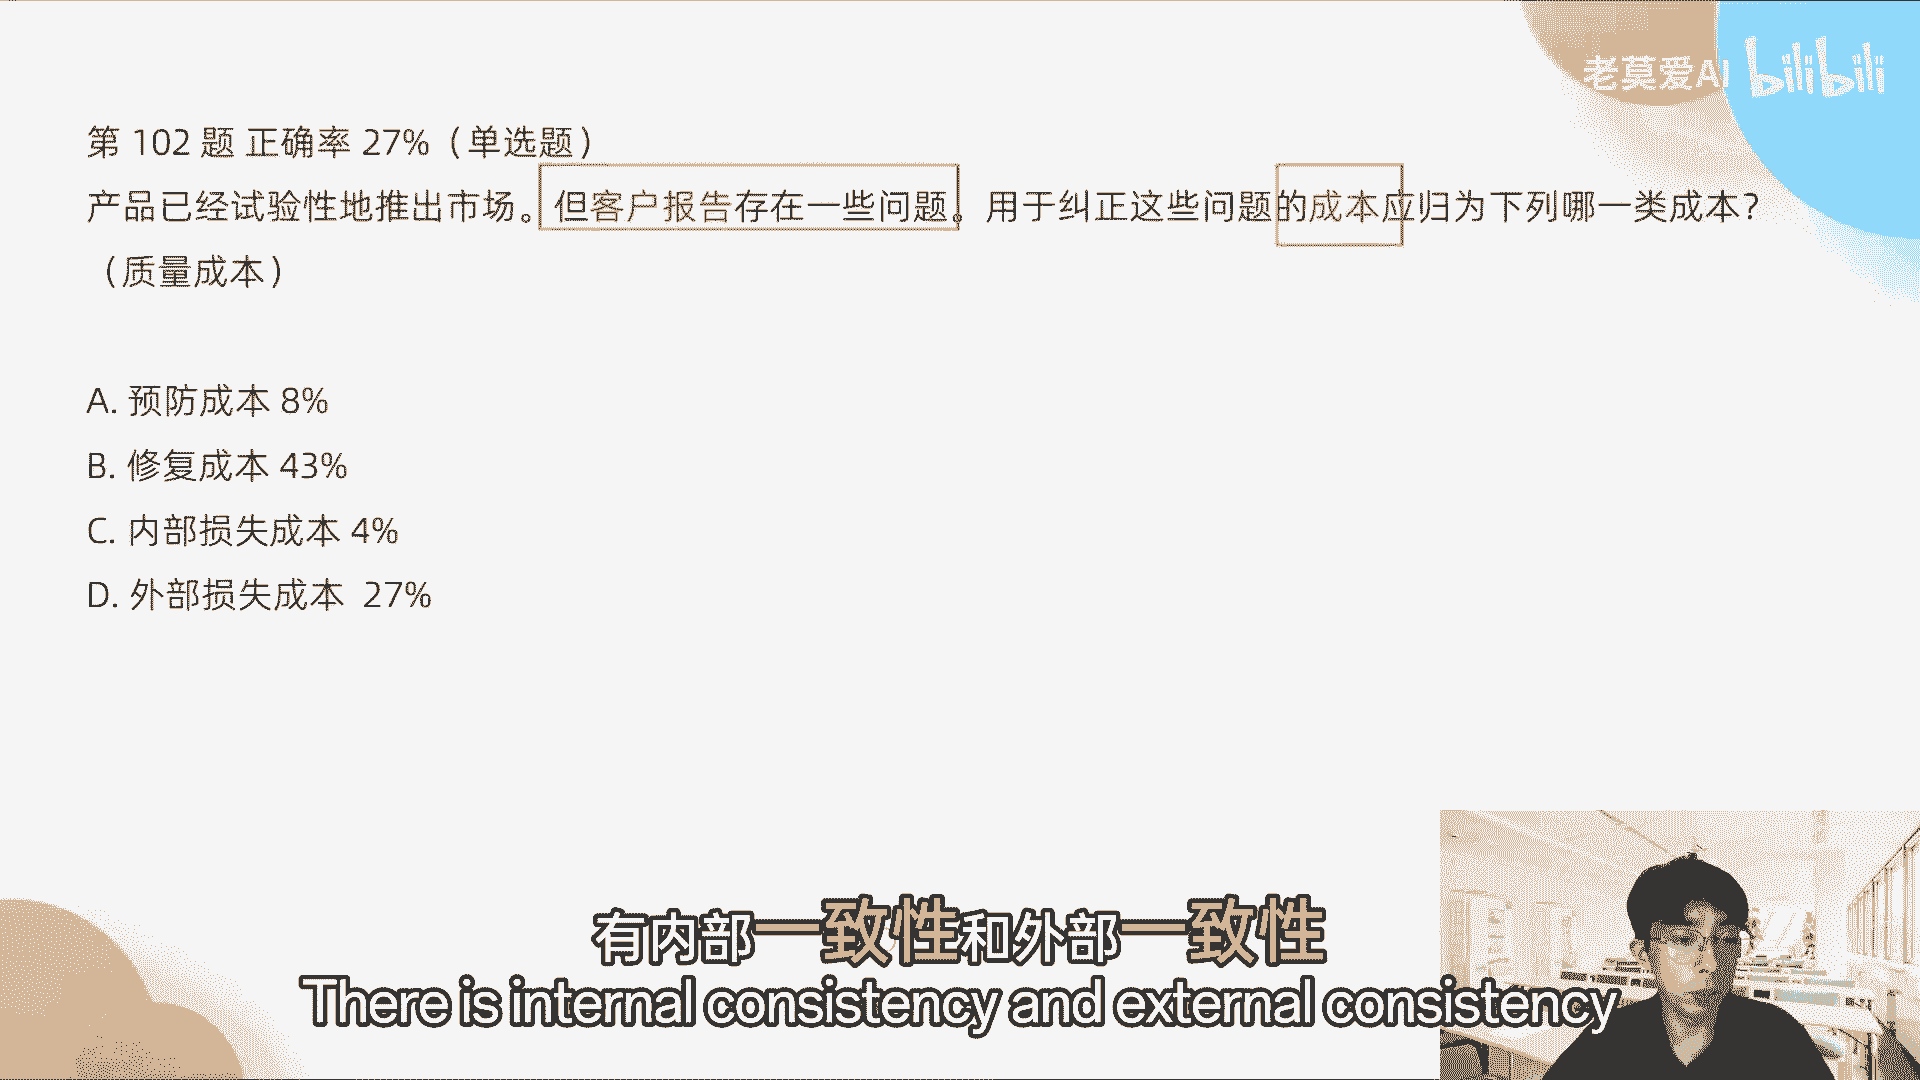 老莫爱AI bilibili
第 102 题 正确率 27%（单选题）
产品已经试验性地推出市场。但客户报告存在一些问题。用于纠正这些问题的成本应归为下列哪一类成本？
（质量成本）
A. 预防成本 8%
B. 修复成本 43%
C. 内部损失成本 4%
D. 外部损失成本 27%
有内部一致性和外部一致性
There is internal consistency and external consistency